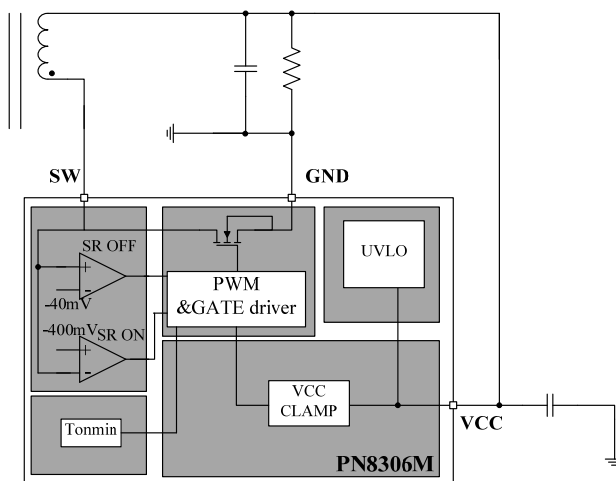 SW
GND
SR OFF
+
-
-40mV
-400mV
SR ON
+
-
PWM
&GATE driver
UVLO
VCC
CLAMP
VCC
Tonmin
PN8306M